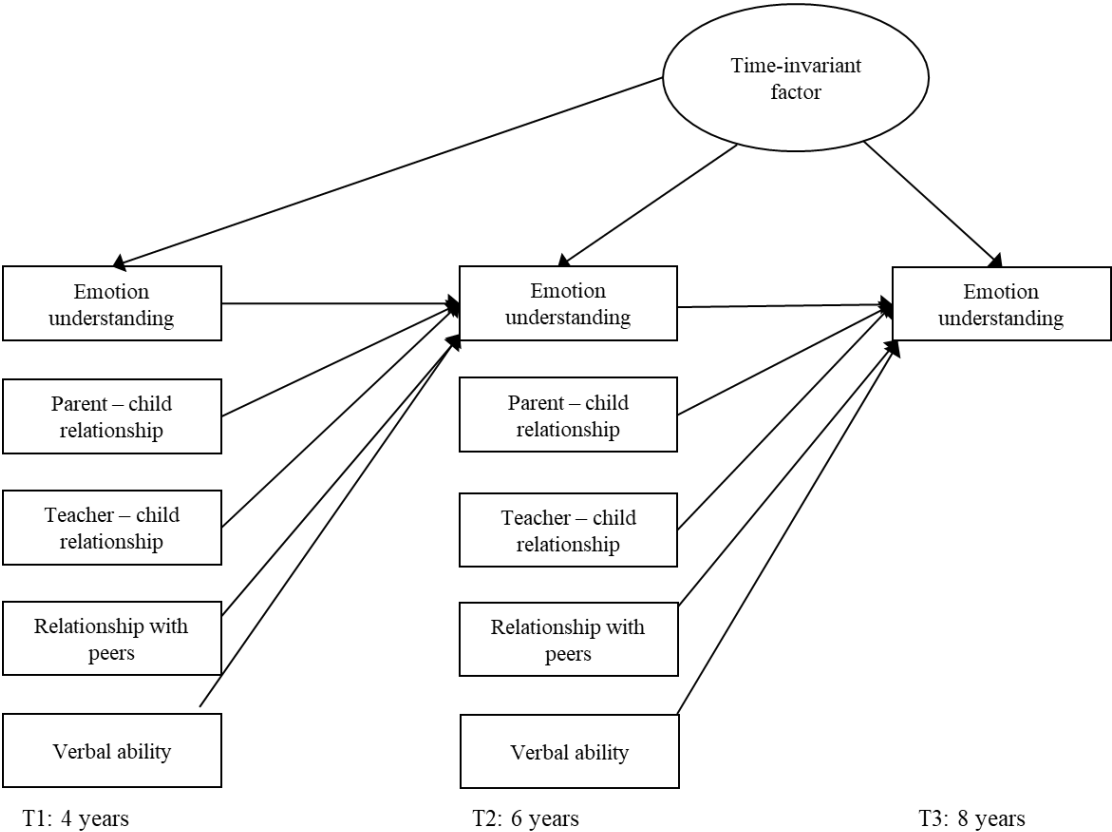 Time-invariant
factor
Emotion
understanding
Emotion
understanding
Emotion
understanding
Parent – child
relationship
Parent – child
relationship
Teacher – child
relationship
Teacher – child
relationship
Relationship with
peers
Relationship with
peers
Verbal ability
Verbal ability
T1: 4 years
T2: 6 years
T3: 8 years